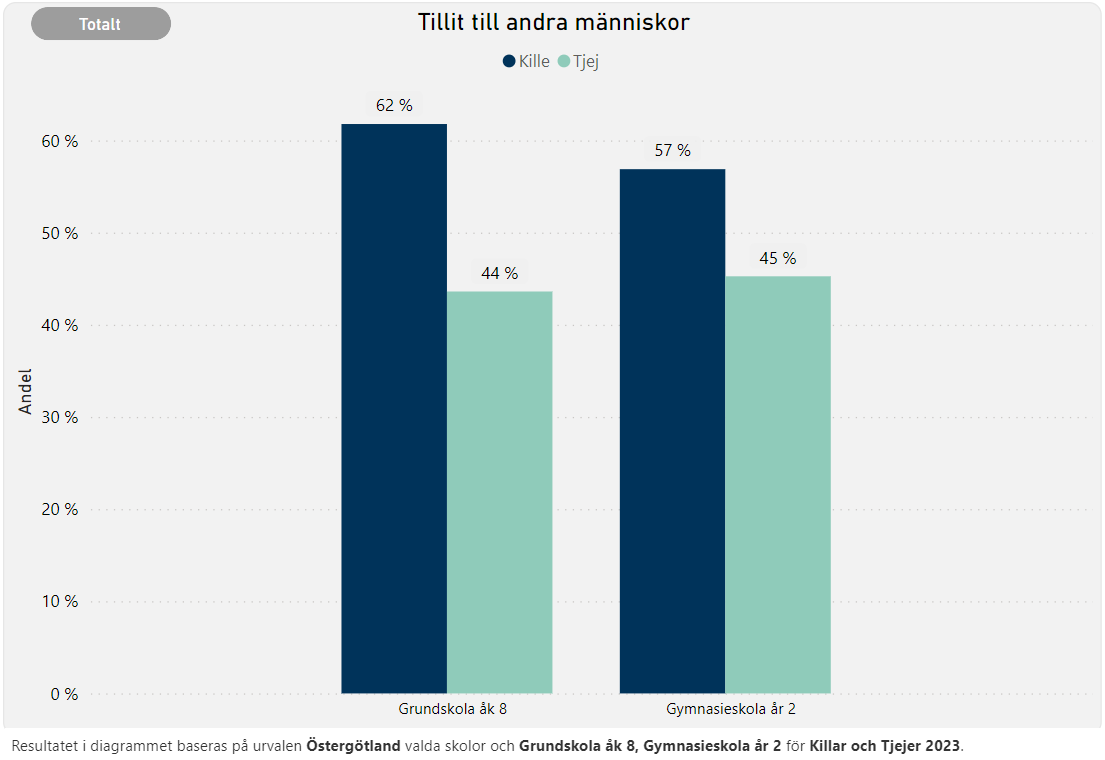 Totalt
Tillit till andra människor
Kille Tjej
62 %
60 %
57 %
50 %
45 %
44 %
40 %
Andel
30 %
20 %
10 %
0 %
Grundskola åk 8 Gymnasieskola år 2
Resultatet i diagrammet baseras på urvalen Östergötland valda skolor och Grundskola åk 8, Gymnasieskola år 2 för Killar och Tjejer 2023.